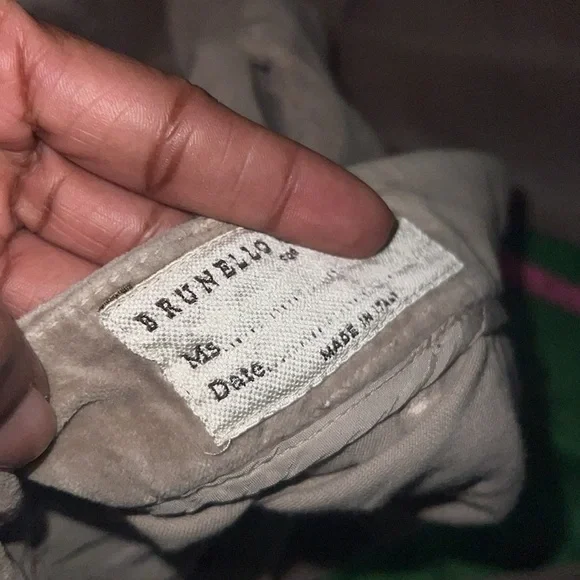 BRUNELLO
Ms.....................
Date.....................
MADE IN ITALY